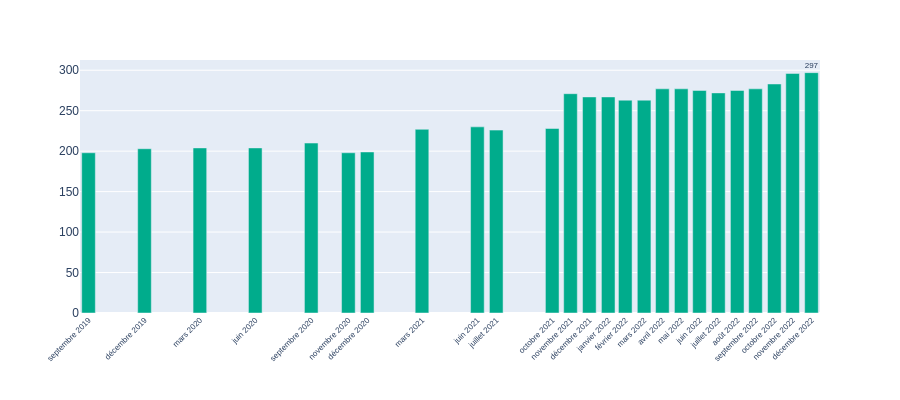 297
300
250
200
150
100
50
0
septembre 2019
décembre 2019
mars 2020
juin 2020
septembre 2020
novembre 2020
décembre 2020
mars 2021
juin 2021
juillet 2021
octobre 2021
novembre 2021
décembre 2021
janvier 2022
février 2022
mars 2022
avril 2022
mai 2022
juin 2022
juillet 2022
août 2022
septembre 2022
octobre 2022
novembre 2022
décembre 2022